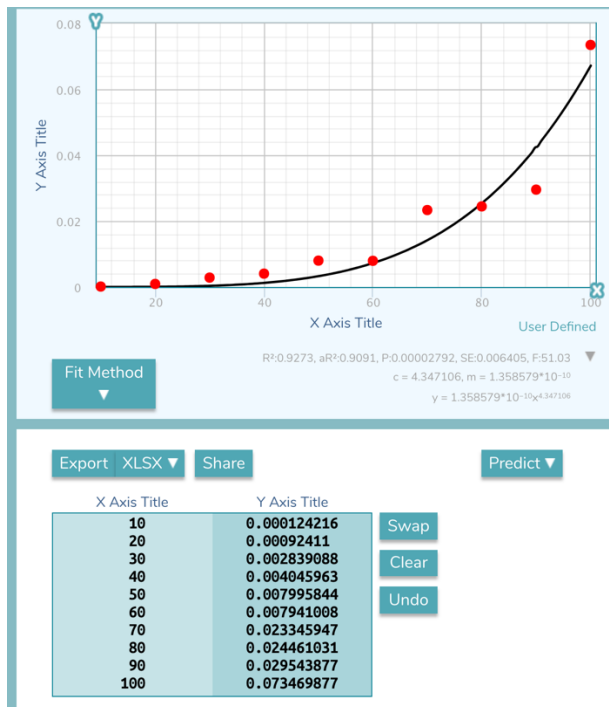 Y
0.08
0.06
0.04
0.02
0
Y Axis Title
20 40 60 80 100
X
X Axis Title
User Defined
R²:0.9273, aR²:0.9091, P:0.00002792, SE:0.006405, F:51.03 ▼
c = 4.347106, m = 1.358579*10⁻¹⁰
y = 1.358579*10⁻¹⁰x⁴·³⁴⁷¹⁰⁶
Fit Method
▼
Export XLSX ▼ Share Predict ▼
X Axis Title Y Axis Title
10 0.000124216
20 0.00092411
30 0.002839088
40 0.004045963
50 0.007995844
60 0.007941008
70 0.023345947
80 0.024461031
90 0.029543877
100 0.073469877
Swap
Clear
Undo